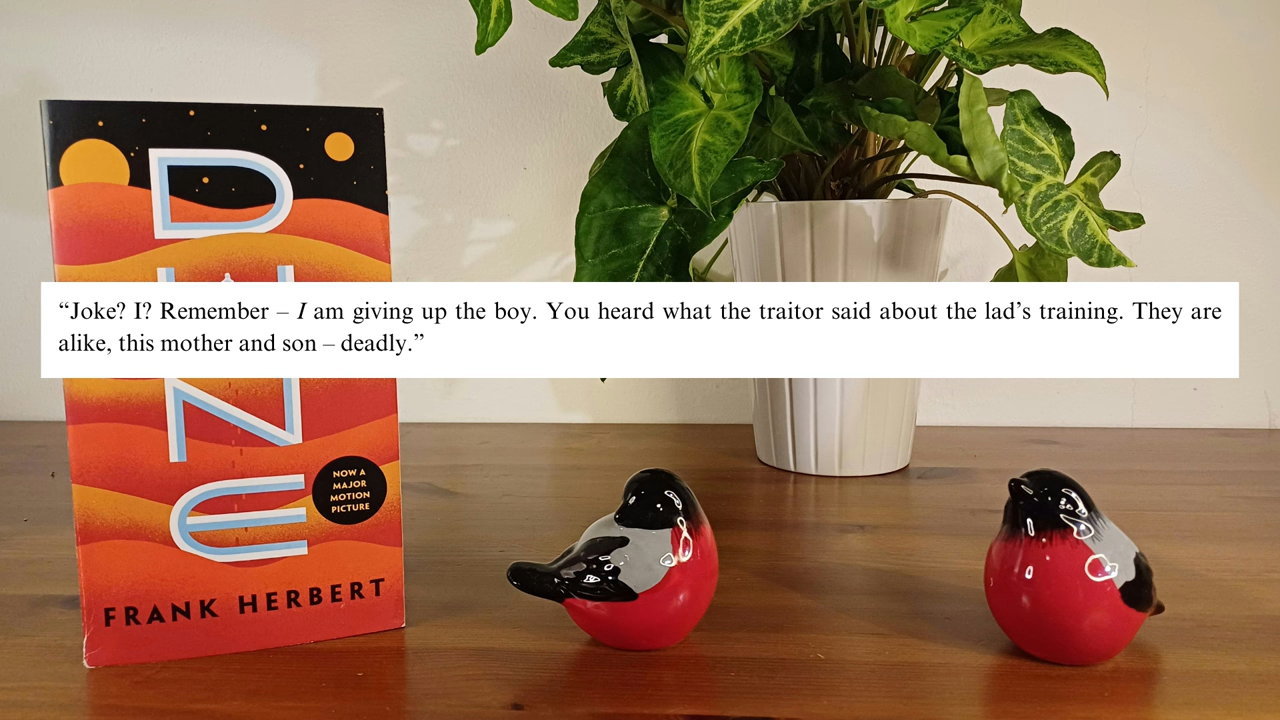 DUNE
“Joke? I? Remember – I am giving up the boy. You heard what the traitor said about the lad’s training. They are
alike, this mother and son – deadly.”
NOW A
MAJOR
MOTION
PICTURE
FRANK HERBERT